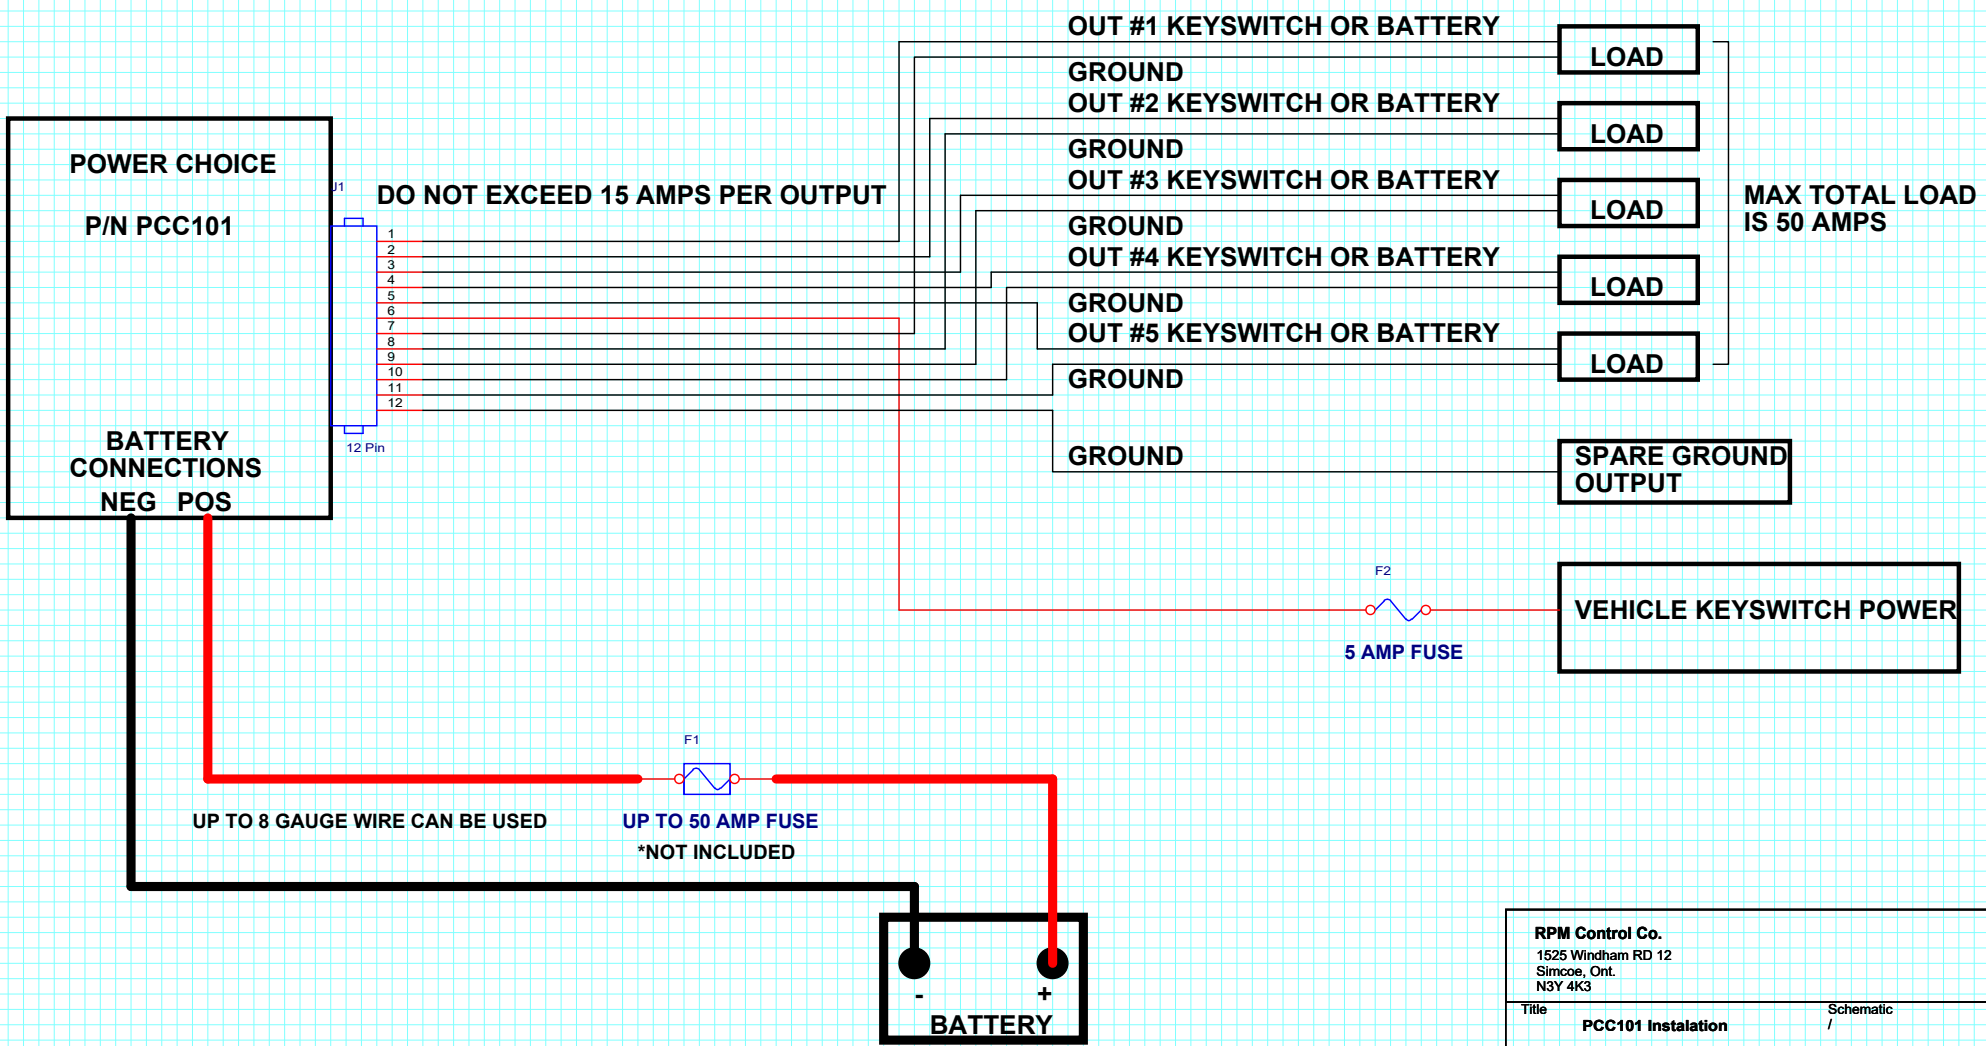 OUT #1 KEYSWITCH OR BATTERY
LOAD
GROUND
OUT #2 KEYSWITCH OR BATTERY
LOAD
GROUND
OUT #3 KEYSWITCH OR BATTERY
LOAD
GROUND
OUT #4 KEYSWITCH OR BATTERY
LOAD
GROUND
OUT #5 KEYSWITCH OR BATTERY
LOAD
GROUND
MAX TOTAL LOAD
IS 50 AMPS
POWER CHOICE
P/N PCC101
J1
DO NOT EXCEED 15 AMPS PER OUTPUT
1
2
3
4
5
6
7
8
9
10
11
12
12 Pin
BATTERY
CONNECTIONS
NEG POS
GROUND
SPARE GROUND
OUTPUT
F2
5 AMP FUSE
VEHICLE KEYSWITCH POWER
F1
UP TO 8 GAUGE WIRE CAN BE USED
UP TO 50 AMP FUSE
*NOT INCLUDED
- +
BATTERY
RPM Control Co.
1525 Windham RD 12
Simcoe, Ont.
N3Y 4K3
Title
PCC101 Instalation
Schematic
/